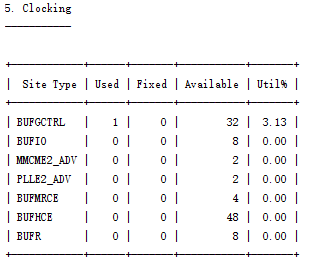 5. Clocking
-----------
+------------+------+-------+-----------+-------+
| Site Type | Used | Fixed | Available | Util% |
+------------+------+-------+-----------+-------+
| BUFGCTRL | 1 | 0 | 32 | 3.13 |
| BUFIO | 0 | 0 | 8 | 0.00 |
| MMCME2_ADV | 0 | 0 | 2 | 0.00 |
| PLLE2_ADV | 0 | 0 | 2 | 0.00 |
| BUFMRCE | 0 | 0 | 4 | 0.00 |
| BUFHCE | 0 | 0 | 48 | 0.00 |
| BUFR | 0 | 0 | 8 | 0.00 |
+------------+------+-------+-----------+-------+